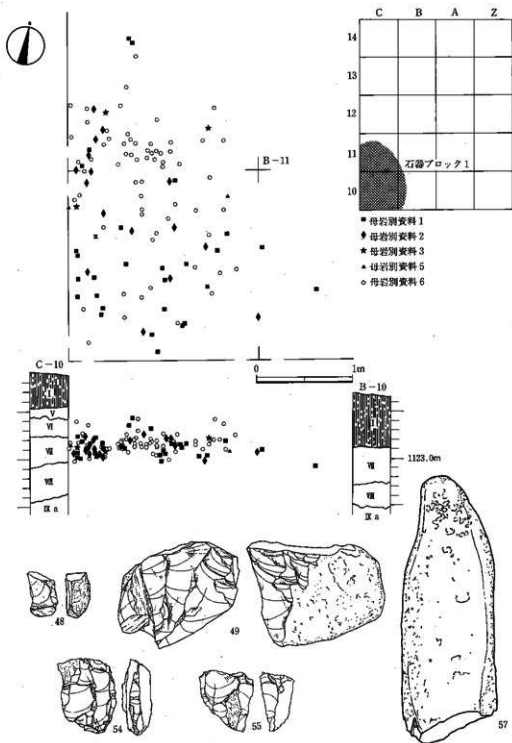 C B A Z
14
13
12
11
10
石器ブロック1
B-11
■ 母岩別資料1
♦ 母岩別資料2
★ 母岩別資料3
▲ 母岩別資料5
○ 母岩別資料6
C-10
0 1m
B-10
I
V
VI
VII
VIII
IX a
VII
VIII
IX a
1123.0m
48
49
54
55
57